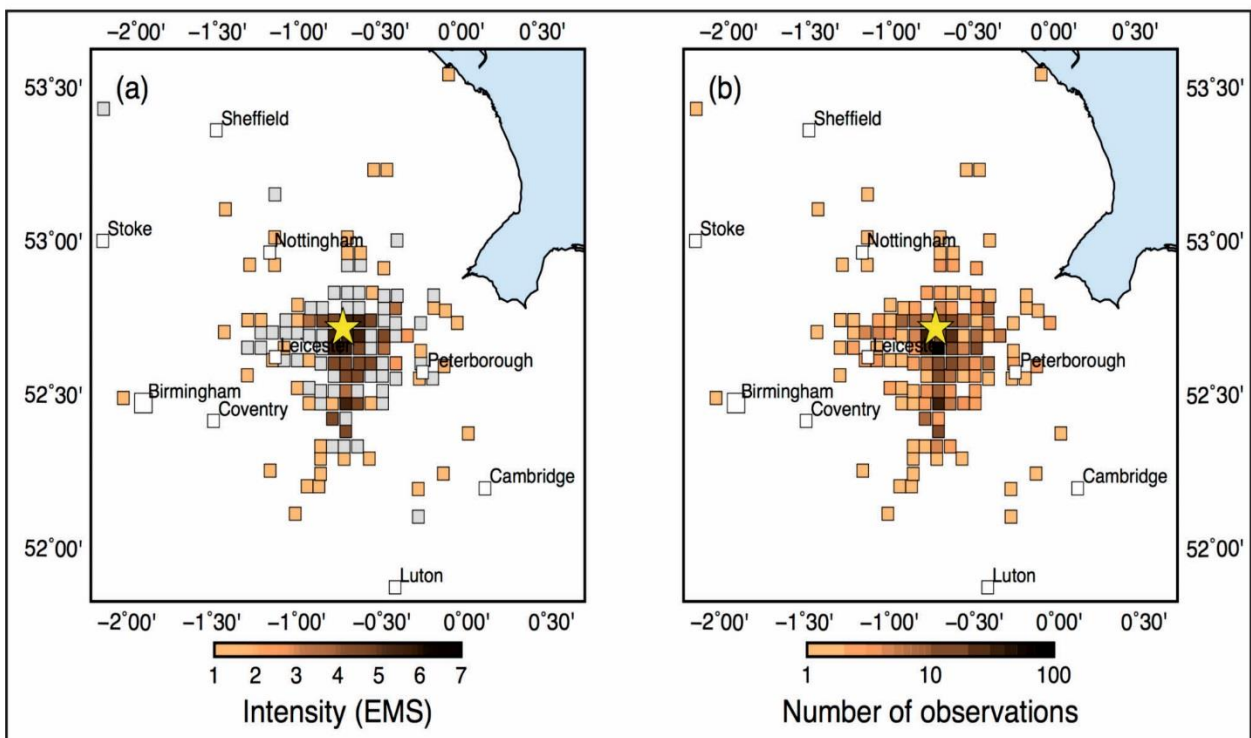 −2˚00' −1˚30' −1˚00' −0˚30' 0˚00' 0˚30'
(a)
53˚30'
53˚00'
52˚30'
52˚00'
Sheffield
Stoke
Nottingham
Leicester
Peterborough
Birmingham
Coventry
Cambridge
Luton
−2˚00' −1˚30' −1˚00' −0˚30' 0˚00' 0˚30'
1 2 3 4 5 6 7
Intensity (EMS)
−2˚00' −1˚30' −1˚00' −0˚30' 0˚00' 0˚30'
(b)
53˚30'
53˚00'
52˚30'
52˚00'
Sheffield
Stoke
Nottingham
Leicester
Peterborough
Birmingham
Coventry
Cambridge
Luton
−2˚00' −1˚30' −1˚00' −0˚30' 0˚00' 0˚30'
1 10 100
Number of observations